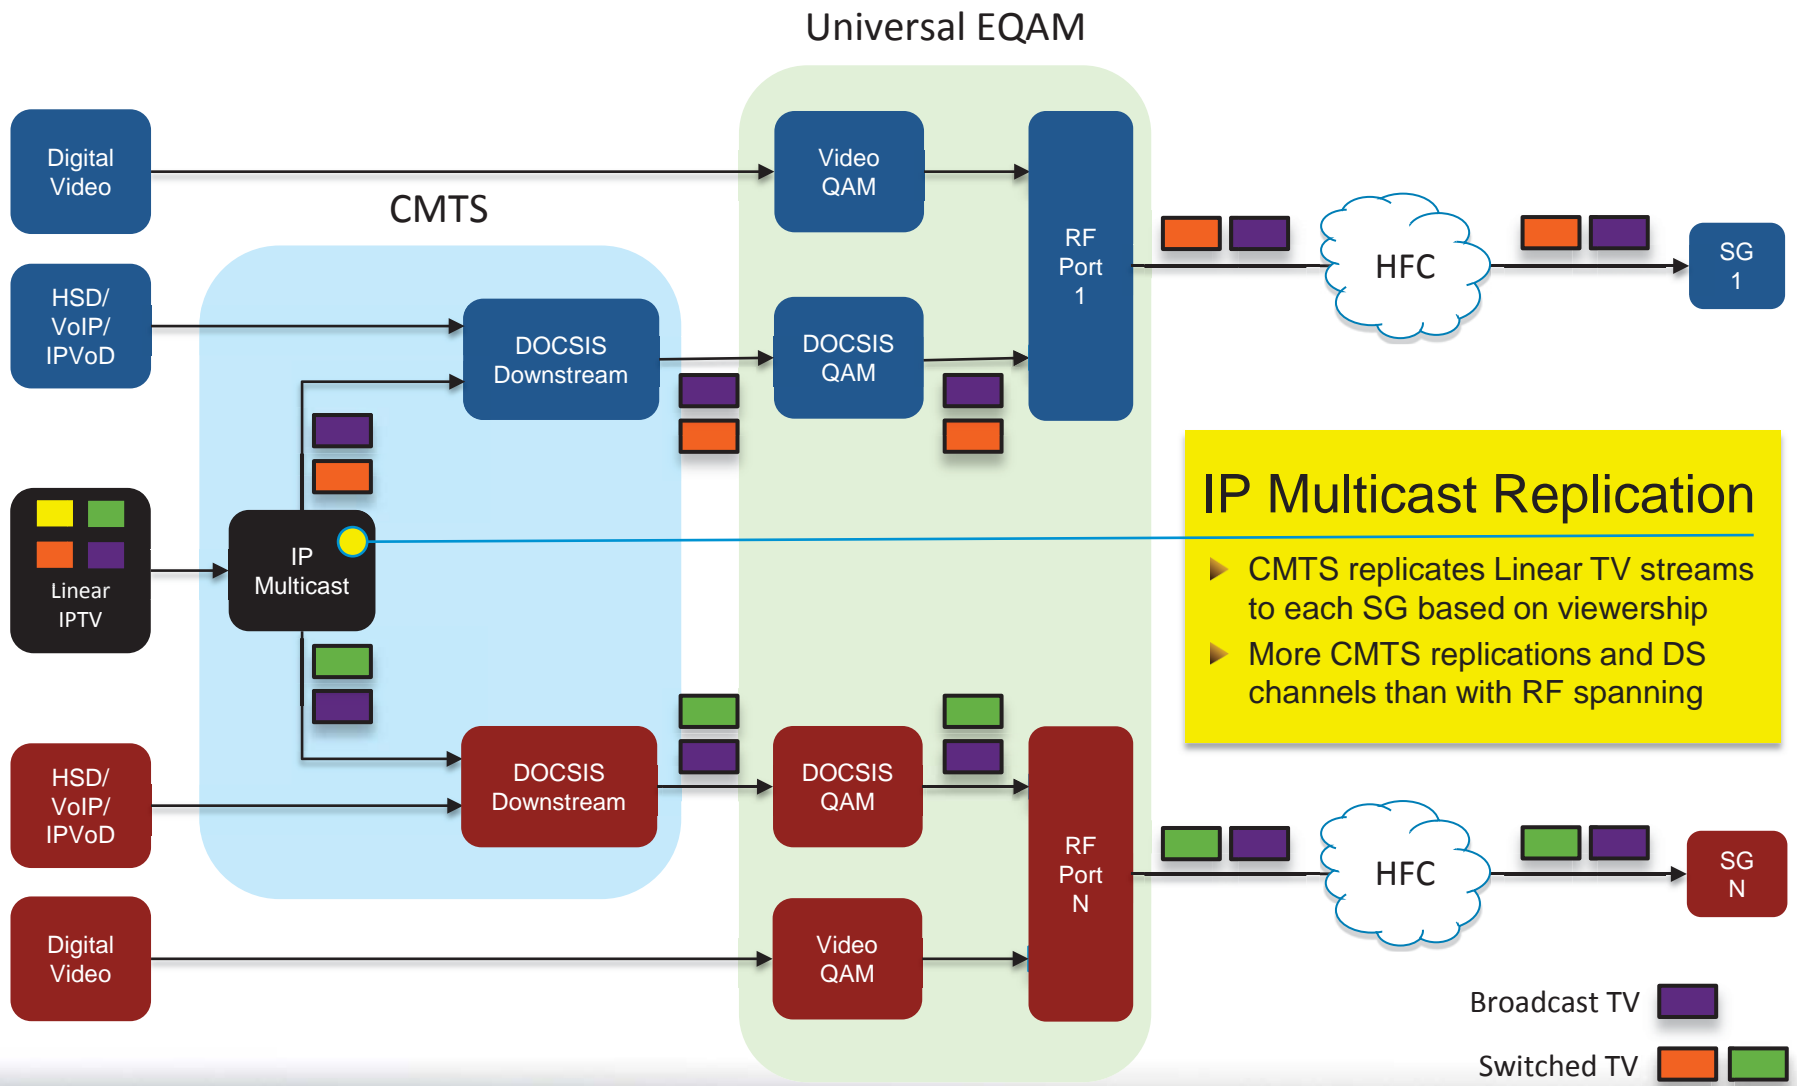 Universal EQAM
Digital
Video
Video
QAM
CMTS
RF
Port
1
HFC
SG
1
HSD/
VoIP/
IPVoD
DOCSIS
Downstream
DOCSIS
QAM
IP Multicast Replication
CMTS replicates Linear TV streams
to each SG based on viewership
More CMTS replications and DS
channels than with RF spanning
Linear
IPTV
IP
Multicast
HSD/
VoIP/
IPVoD
DOCSIS
Downstream
DOCSIS
QAM
RF
Port
N
HFC
SG
N
Digital
Video
Video
QAM
Broadcast TV
Switched TV